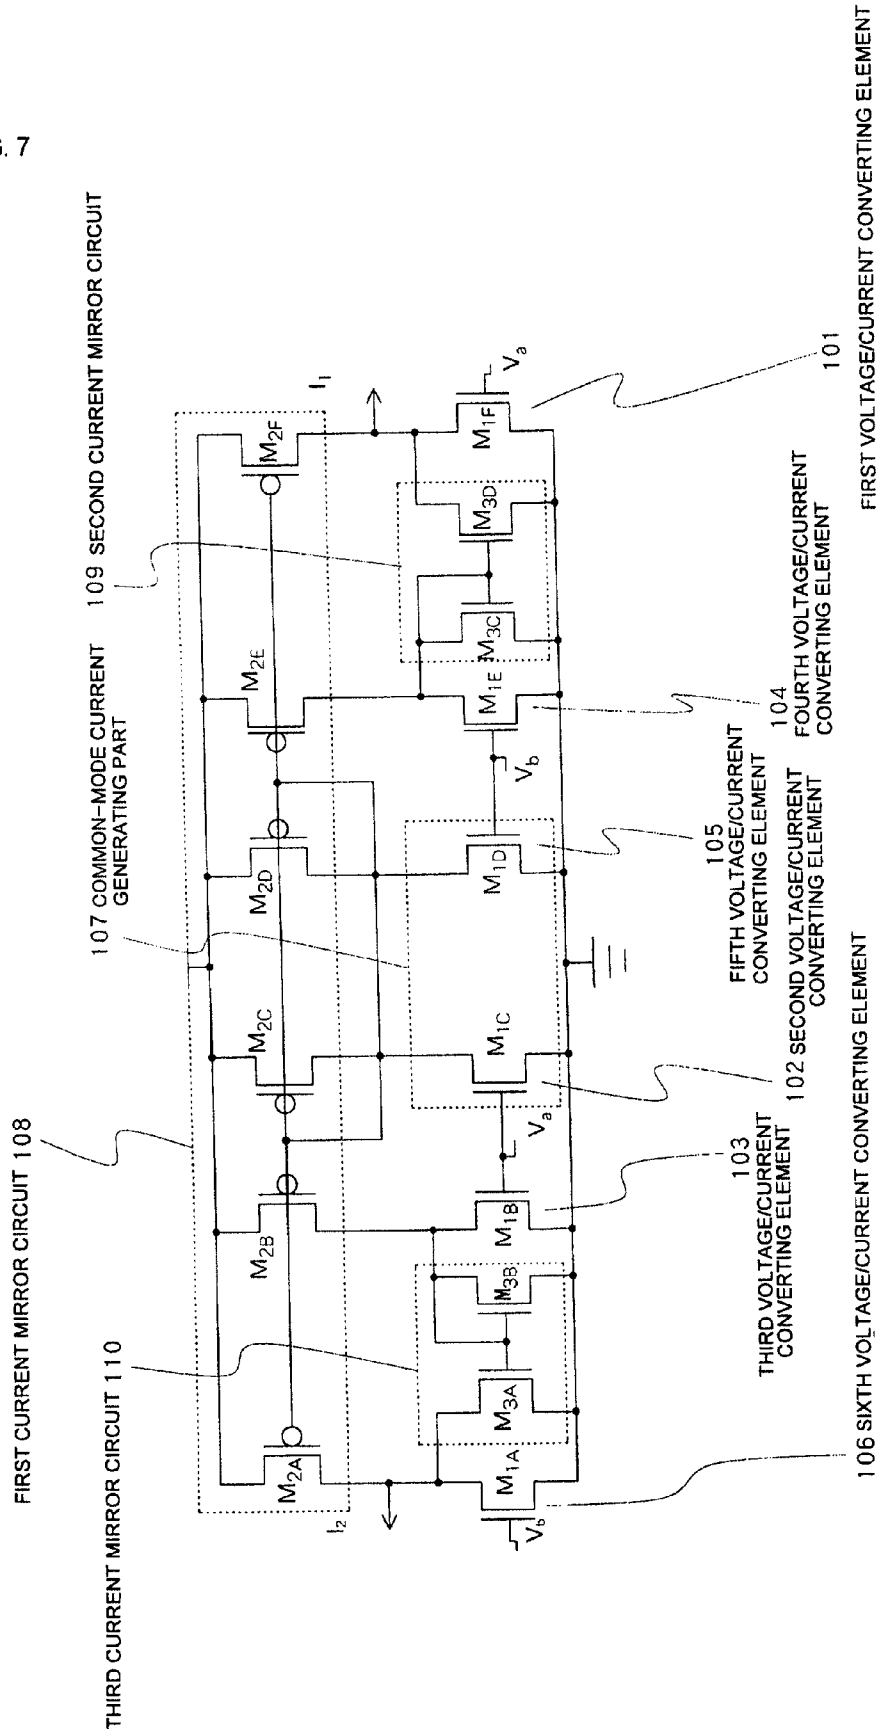 . 7
FIRST CURRENT MIRROR CIRCUIT 108
THIRD CURRENT MIRROR CIRCUIT 110
107 COMMON-MODE CURRENT
GENERATING PART
109 SECOND CURRENT MIRROR CIRCUIT
M2A
M2B
M2C
M2D
M2E
M2F
I2
I1
M1A
M3A
M3B
M1B
M1C
M1D
M1E
M3C
M3D
M1F
Vb
Va
Vb
Va
106 SIXTH VOLTAGE/CURRENT CONVERTING ELEMENT
103
THIRD VOLTAGE/CURRENT
CONVERTING ELEMENT
102 SECOND VOLTAGE/CURRENT
CONVERTING ELEMENT
105
FIFTH VOLTAGE/CURRENT
CONVERTING ELEMENT
104
FOURTH VOLTAGE/CURRENT
CONVERTING ELEMENT
101
FIRST VOLTAGE/CURRENT CONVERTING ELEMENT